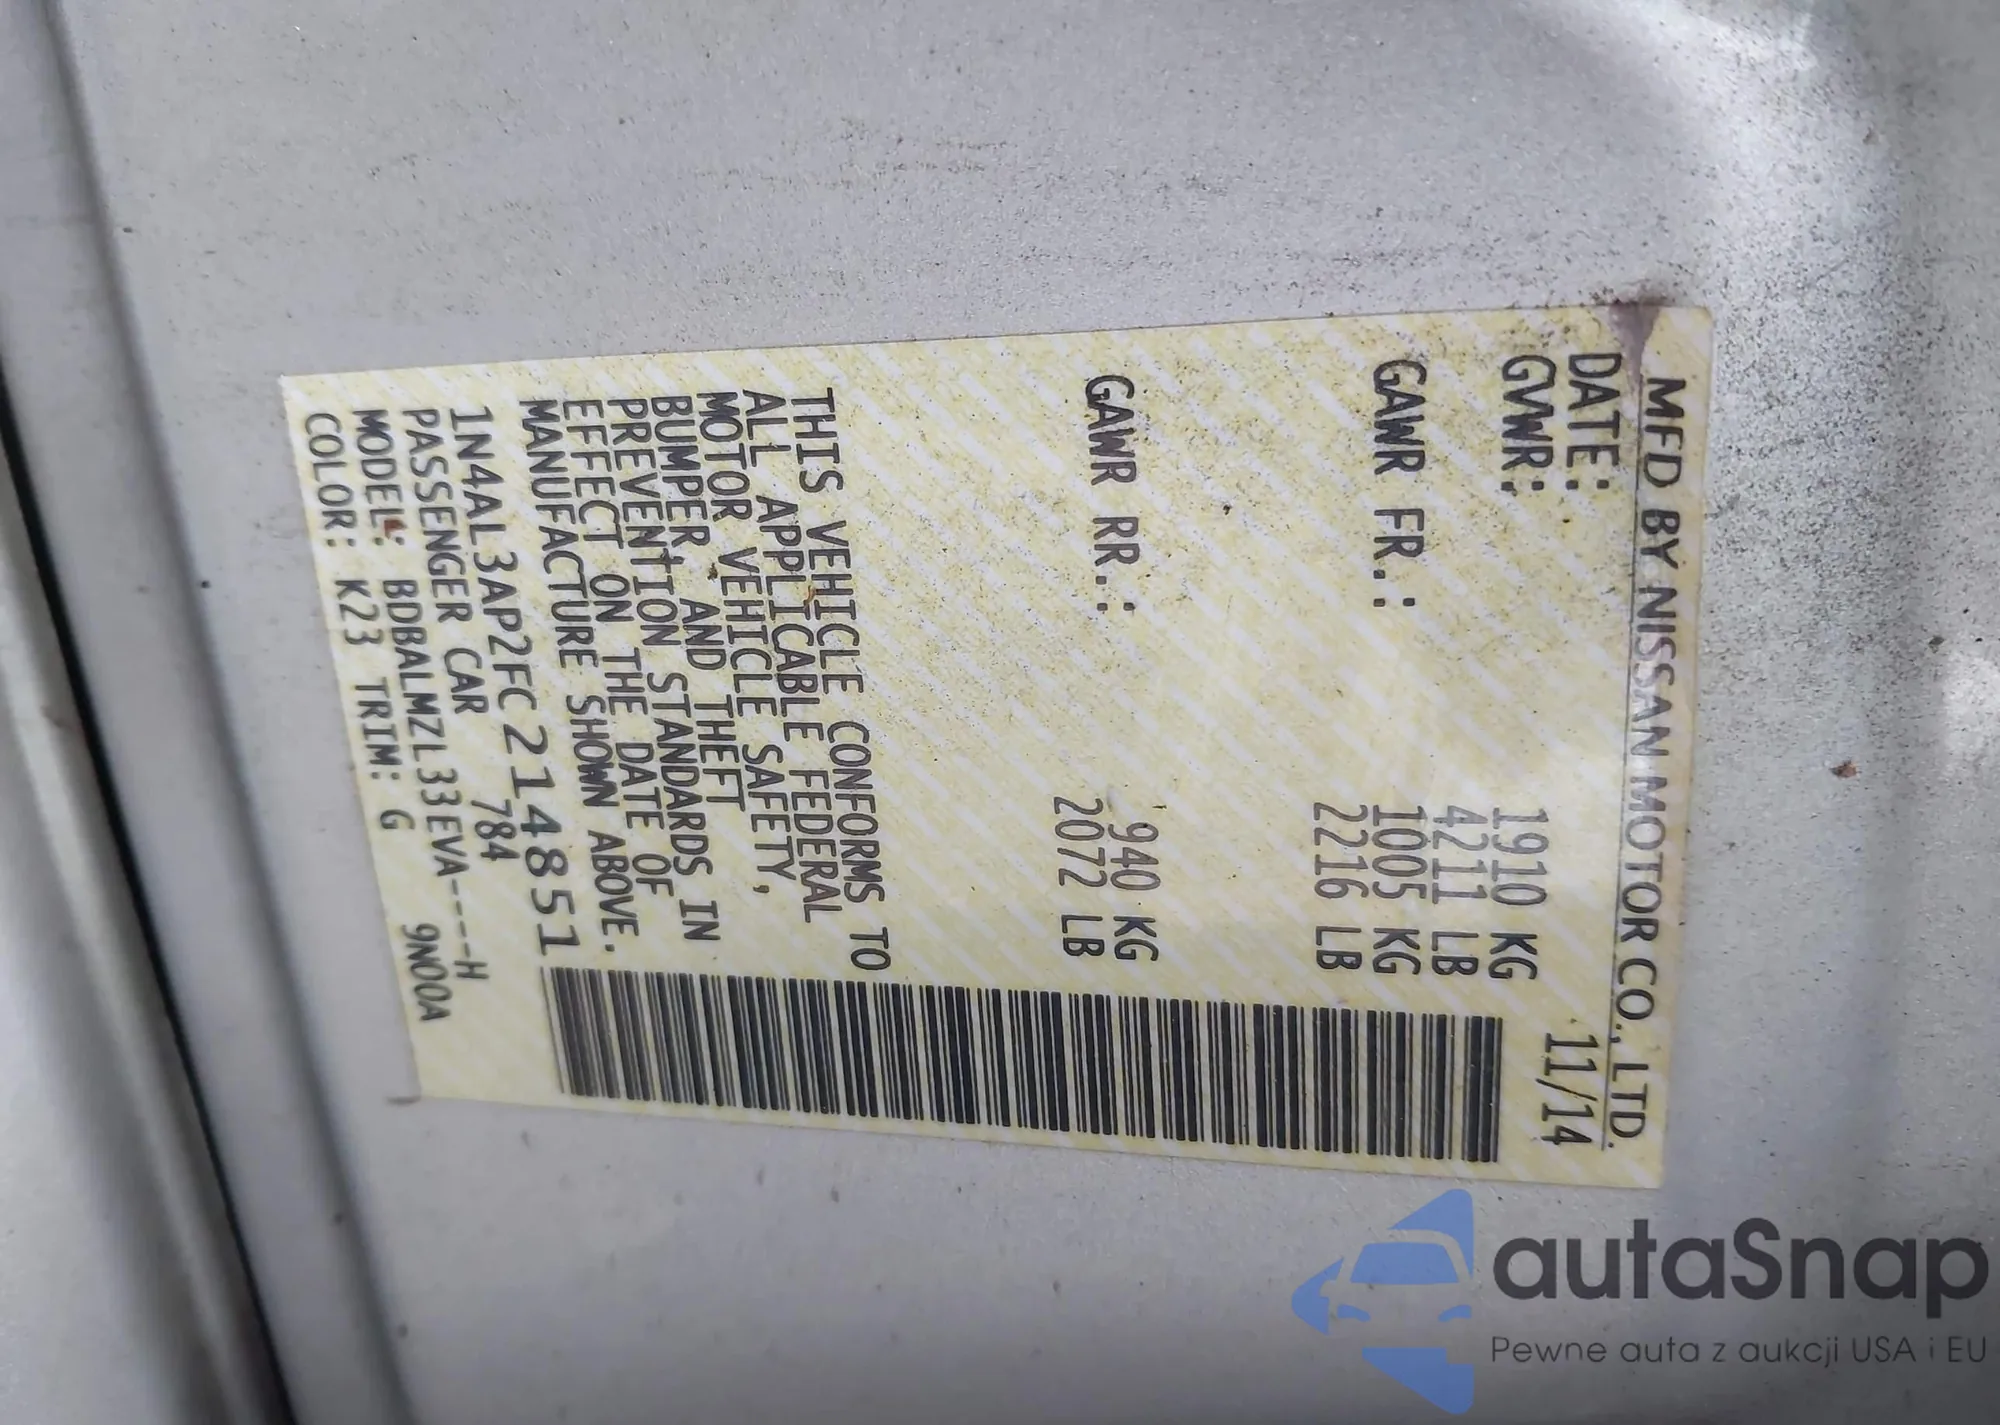 MFD BY NISSAN MOTOR CO., LTD.
DATE: 11/14
GVWR: 1910 KG
4211 LB
GAWR FR.: 1005 KG
2216 LB
GAWR RR.: 940 KG
2072 LB
THIS VEHICLE CONFORMS TO
ALL APPLICABLE FEDERAL
MOTOR VEHICLE SAFETY,
BUMPER, AND THEFT
PREVENTION STANDARDS IN
EFFECT ON THE DATE OF
MANUFACTURE SHOWN ABOVE.
1N4AL3AP2FC214851
PASSENGER CAR 784
MODEL: BDBALMZL33EVA----H
COLOR: K23 TRIM: G 9N00A
autaSnap
Pewne auta z aukcji USA i EU